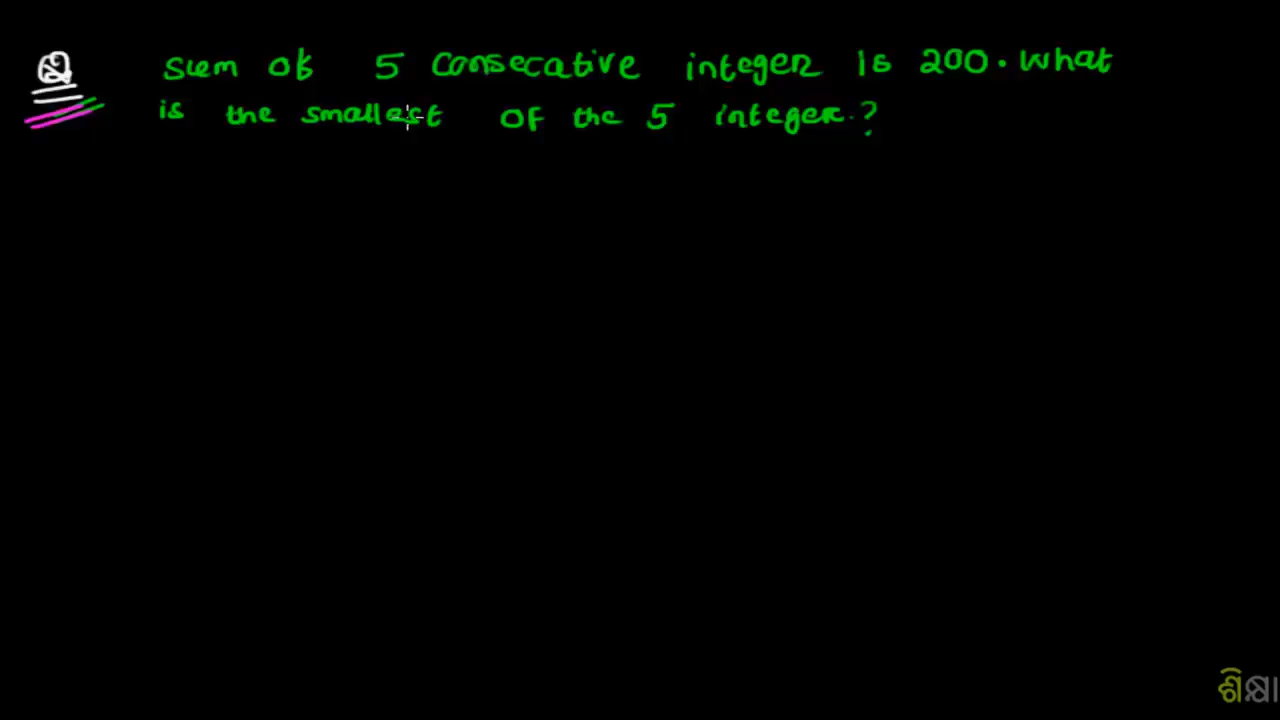 Q Sum of 5 Consecative integer is 200. What
is the smallest of the 5 integer.?
ଶିକ୍ଷା